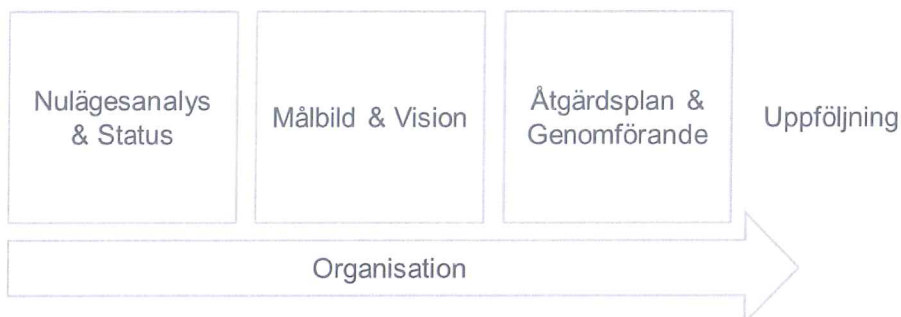 Nulägesanalys
& Status
Målbild & Vision
Åtgärdsplan &
Genomförande
Uppföljning
Organisation